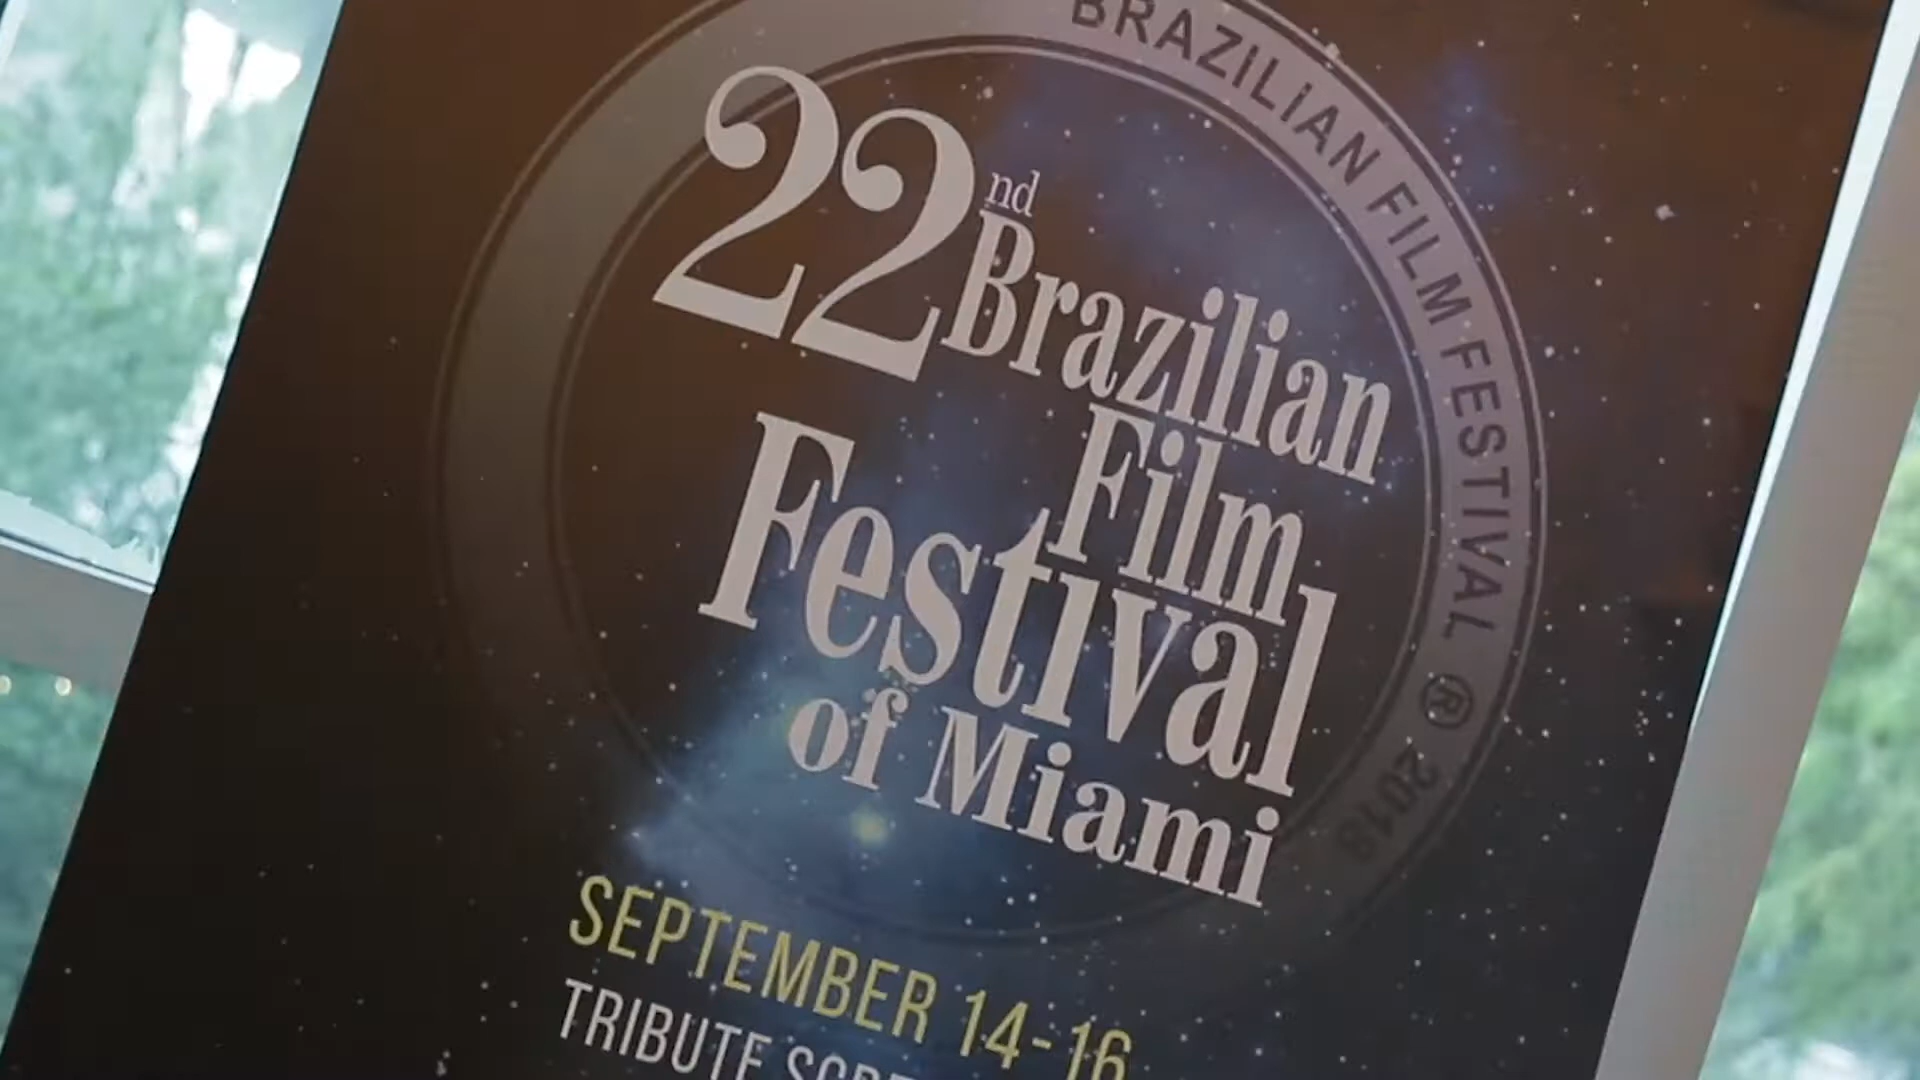 BRAZILIAN FILM FESTIVAL ® 2018
22nd Brazilian
Film
Festival
of Miami
SEPTEMBER 14-16
TRIBUTE